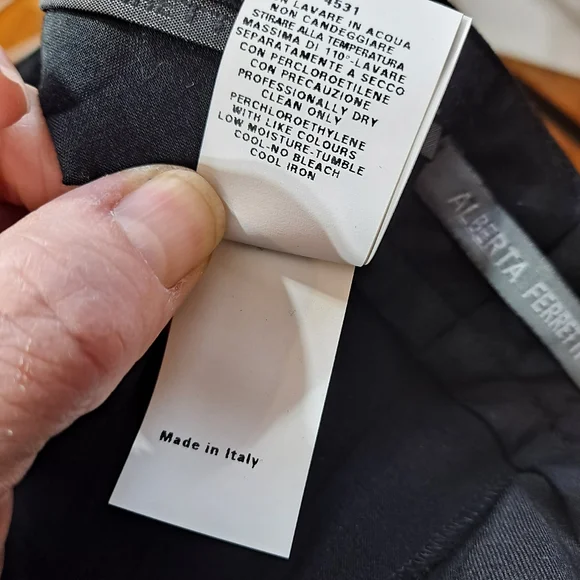 4531
LAVARE IN ACQUA
NON CANDEGGIARE
STIRARE ALLA TEMPERATURA
MASSIMA DI 110°-LAVARE
SEPARATAMENTE A SECCO
CON PERCLOROETILENE
CON PRECAUZIONE
PROFESSIONALLY DRY
CLEAN ONLY
PERCHLOROETHYLENE
WITH LIKE COLOURS
LOW MOISTURE-TUMBLE
COOL-NO BLEACH
COOL IRON
ALBERTA FERRETTI
Made in Italy